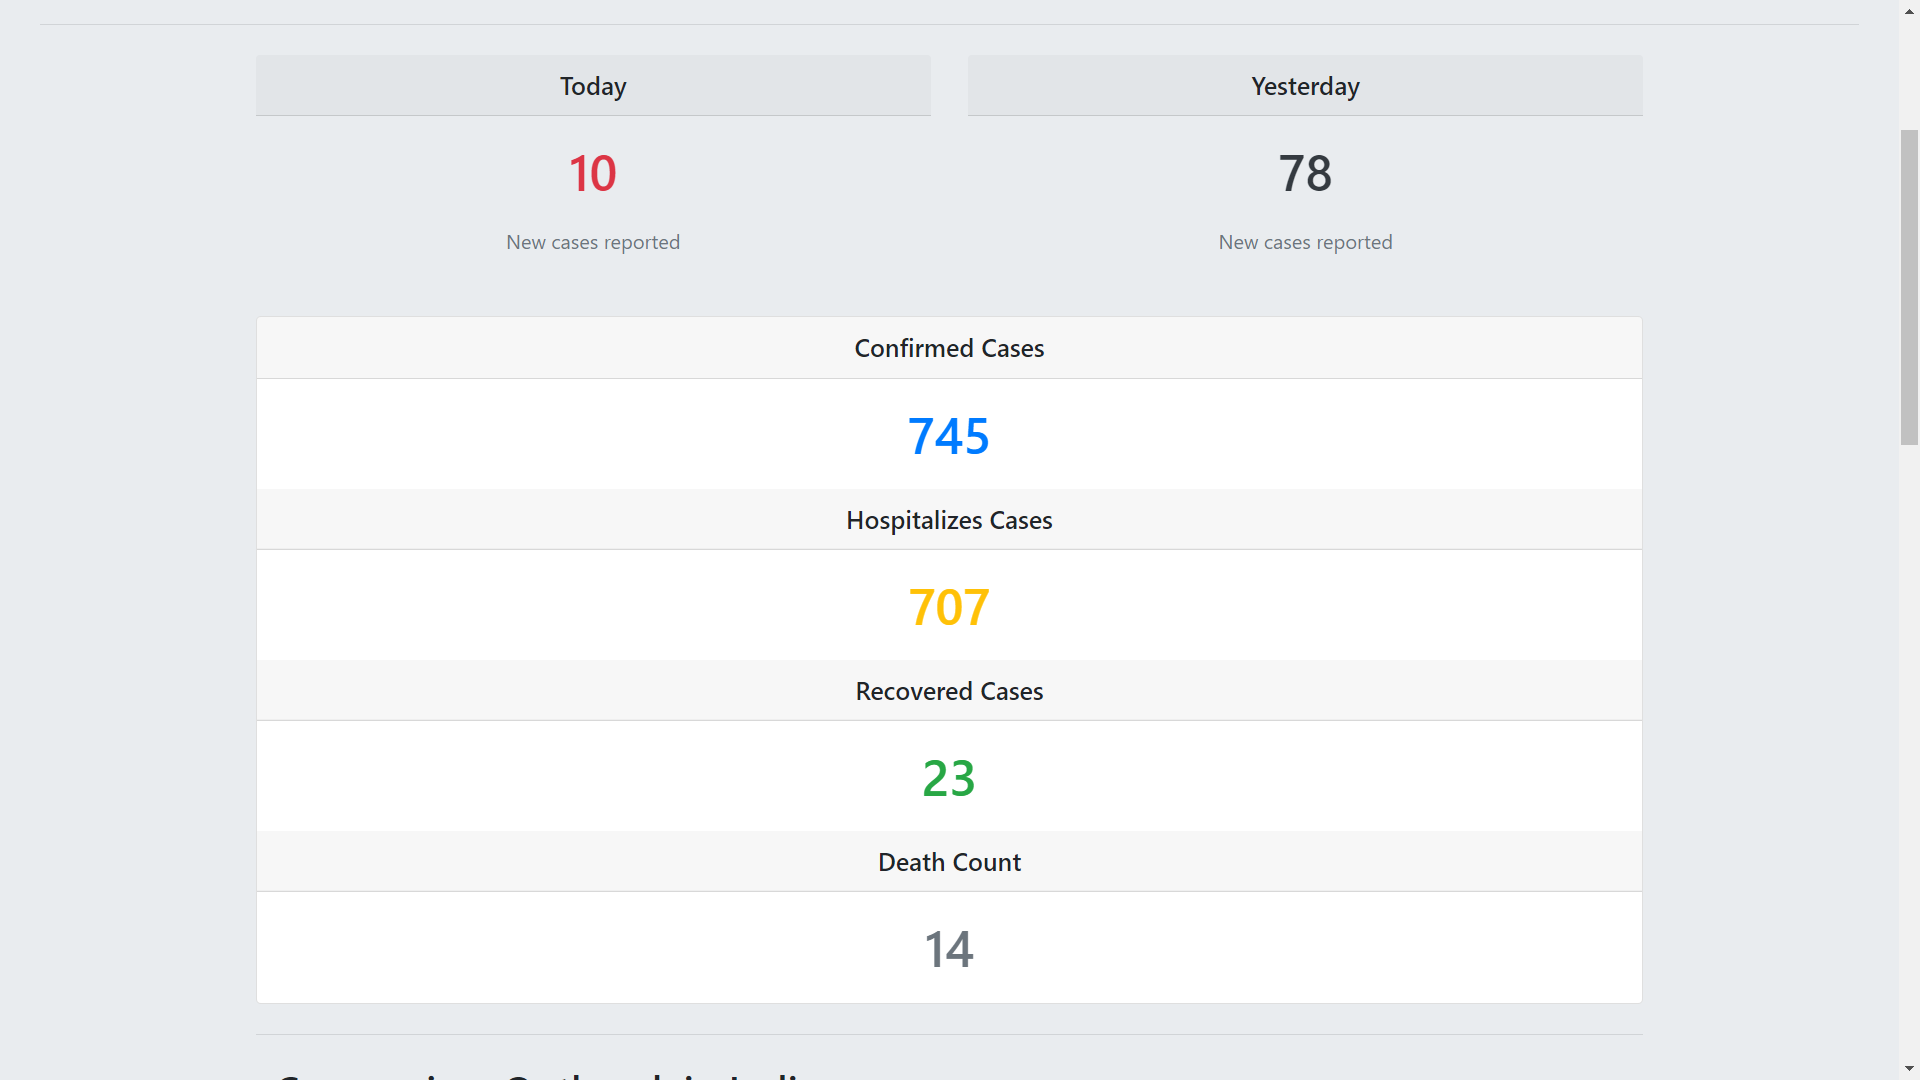 Today
Yesterday
10
78
New cases reported
New cases reported
Confirmed Cases
745
Hospitalizes Cases
707
Recovered Cases
23
Death Count
14